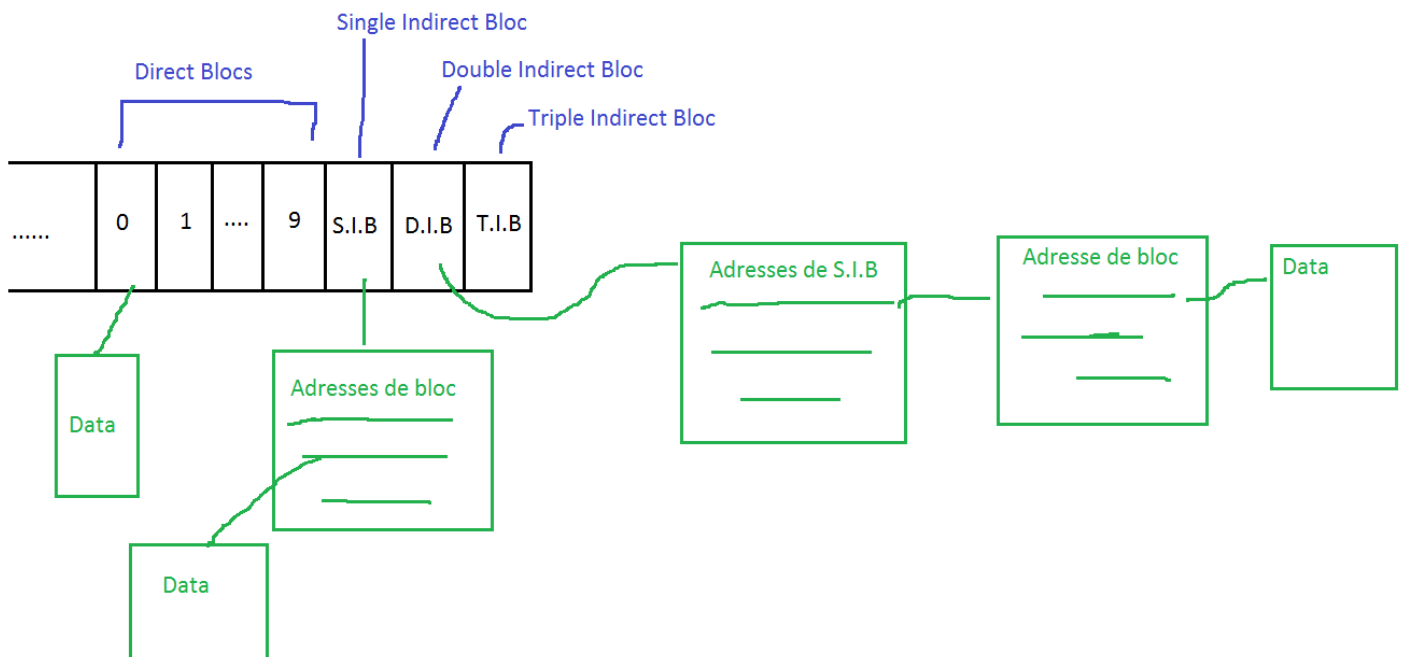 Single Indirect Bloc
Direct Blocs
Double Indirect Bloc
Triple Indirect Bloc
......
0
1
....
9
S.I.B
D.I.B
T.I.B
Adresses de S.I.B
Adresse de bloc
Data
Adresses de bloc
Data
Data